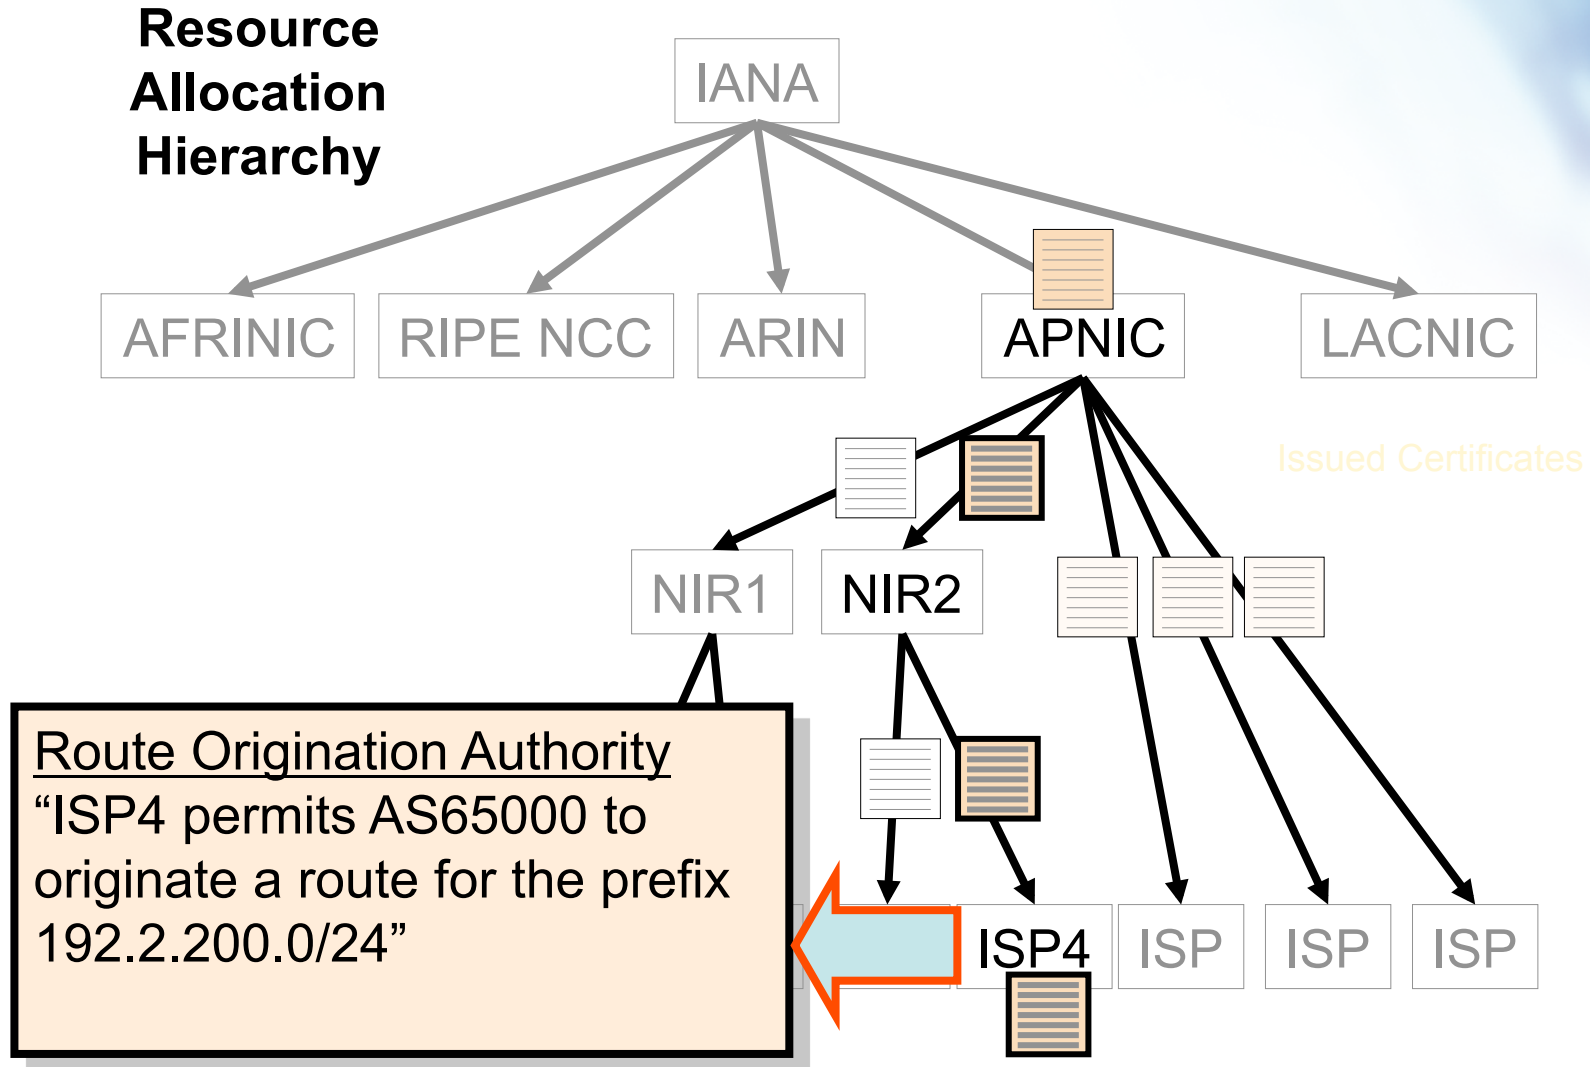 Resource
Allocation
Hierarchy
IANA
AFRINIC
RIPE NCC
ARIN
APNIC
LACNIC
Issued Certificates
NIR1
NIR2
Route Origination Authority
“ISP4 permits AS65000 to
originate a route for the prefix
192.2.200.0/24”
ISP4
ISP
ISP
ISP